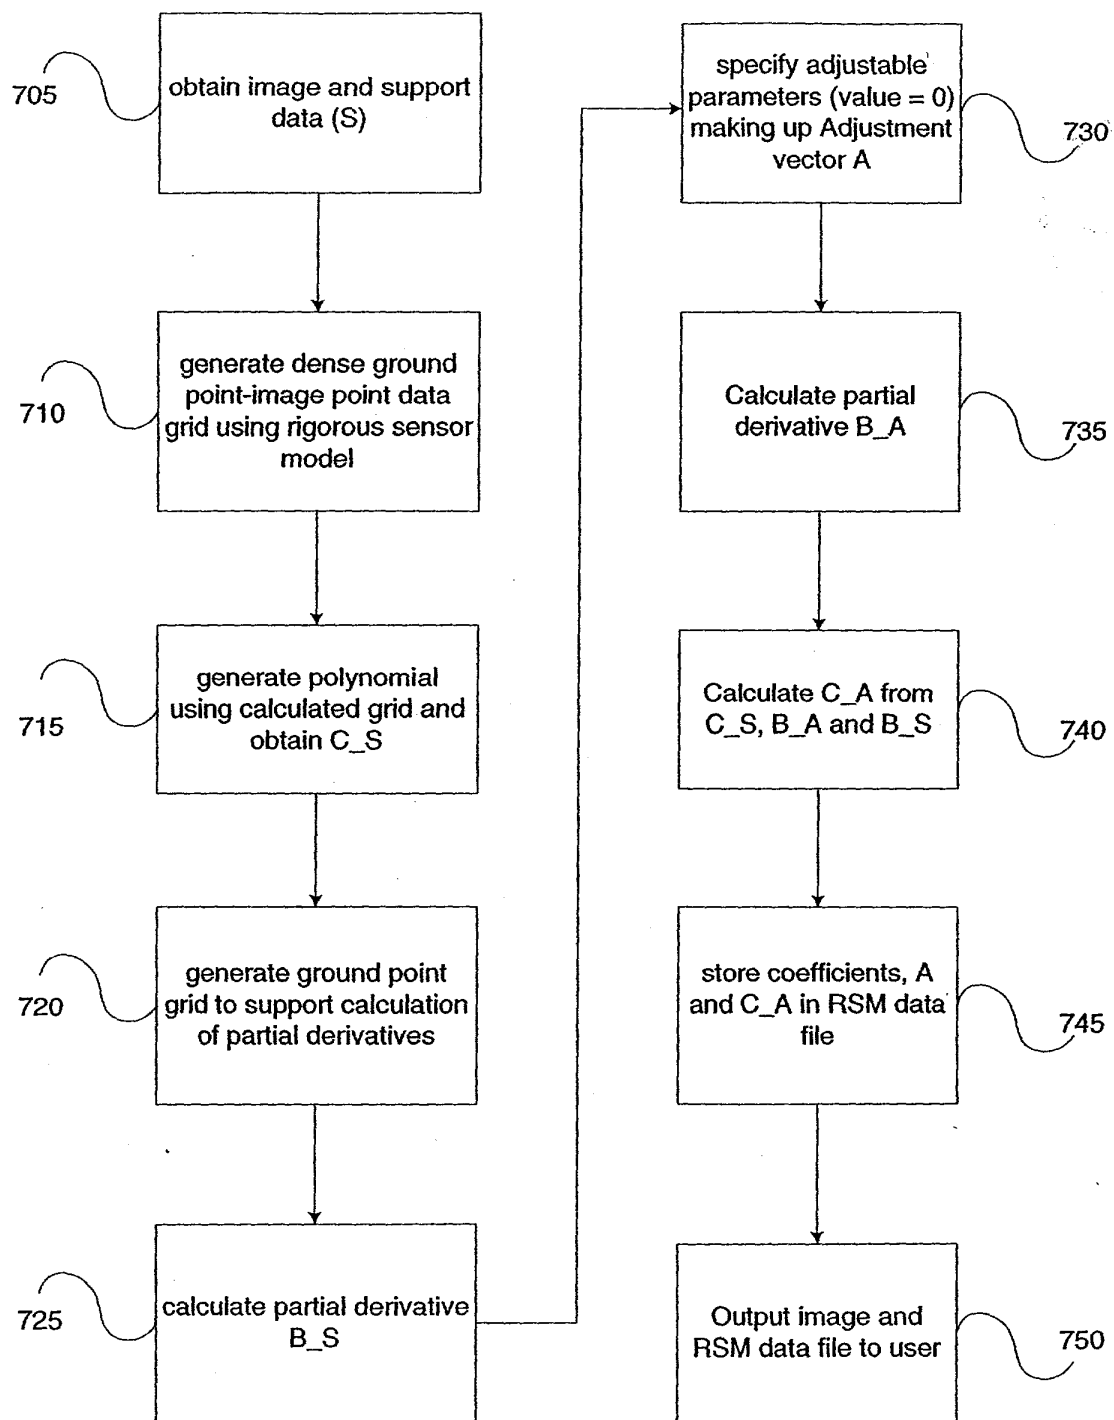 705
obtain image and support
data (S)
710
generate dense ground
point-image point data
grid using rigorous sensor
model
715
generate polynomial
using calculated grid and
obtain C_S
720
generate ground point
grid to support calculation
of partial derivatives
725
calculate partial derivative
B_S
specify adjustable
parameters (value = 0)
making up Adjustment
vector A
730
Calculate partial
derivative B_A
735
Calculate C_A from
C_S, B_A and B_S
740
store coefficients, A
and C_A in RSM data
file
745
Output image and
RSM data file to user
750